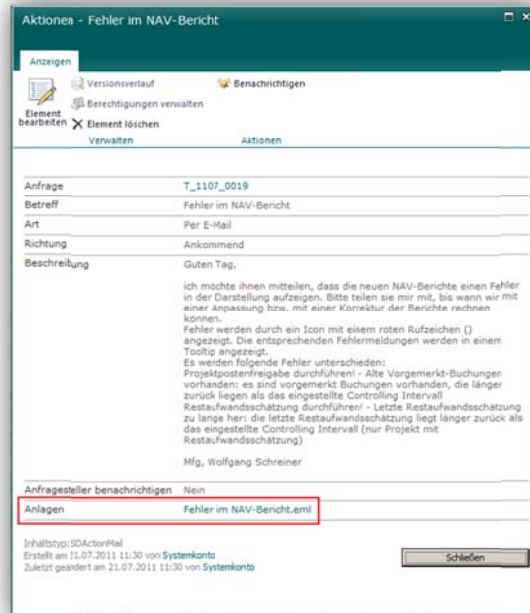 Aktionen - Fehler im NAV-Bericht
Anzeigen
Versionsverlauf
Benachrichtigen
Berechtigungen verwalten
Element bearbeiten
Element löschen
Verwalten
Aktionen
Anfrage T_1107_0019
Betreff Fehler im NAV-Bericht
Art Per E-Mail
Richtung Ankommend
Beschreibung Guten Tag,
ich möchte ihnen mitteilen, dass die neuen NAV-Berichte einen Fehler
in der Darstellung aufzeigen. Bitte teilen sie mir mit, bis wann wir mit
einer Anpassung bzw. mit einer Korrektur der Berichte rechnen
können.
Fehler werden durch ein Icon mit einem roten Rufzeichen ()
angezeigt. Die entsprechenden Fehlermeldungen werden in einem
Tooltip angezeigt.
Es werden folgende Fehler unterschieden:
Projektpostenfreigabe durchführen! - Alte Vorgemerkt-Buchungen
vorhanden: es sind vorgemerkt Buchungen vorhanden, die länger
zurück liegen als das eingestellte Controlling Intervall
Restaufwandsschätzung durchführen! - Letzte Restaufwandsschätzung
zu lange her: die letzte Restaufwandsschätzung liegt länger zurück als
das eingestellte Controlling Intervall (nur Projekt mit
Restaufwandsschätzung)
Mfg, Wolfgang Schreiner
Anfragesteller benachrichtigen Nein
Anlagen Fehler im NAV-Bericht.eml
Inhaltstyp: SDActionMail
Erstellt am 21.07.2011 11:30 von Systemkonto
Zuletzt geändert am 21.07.2011 11:30 von Systemkonto
Schließen